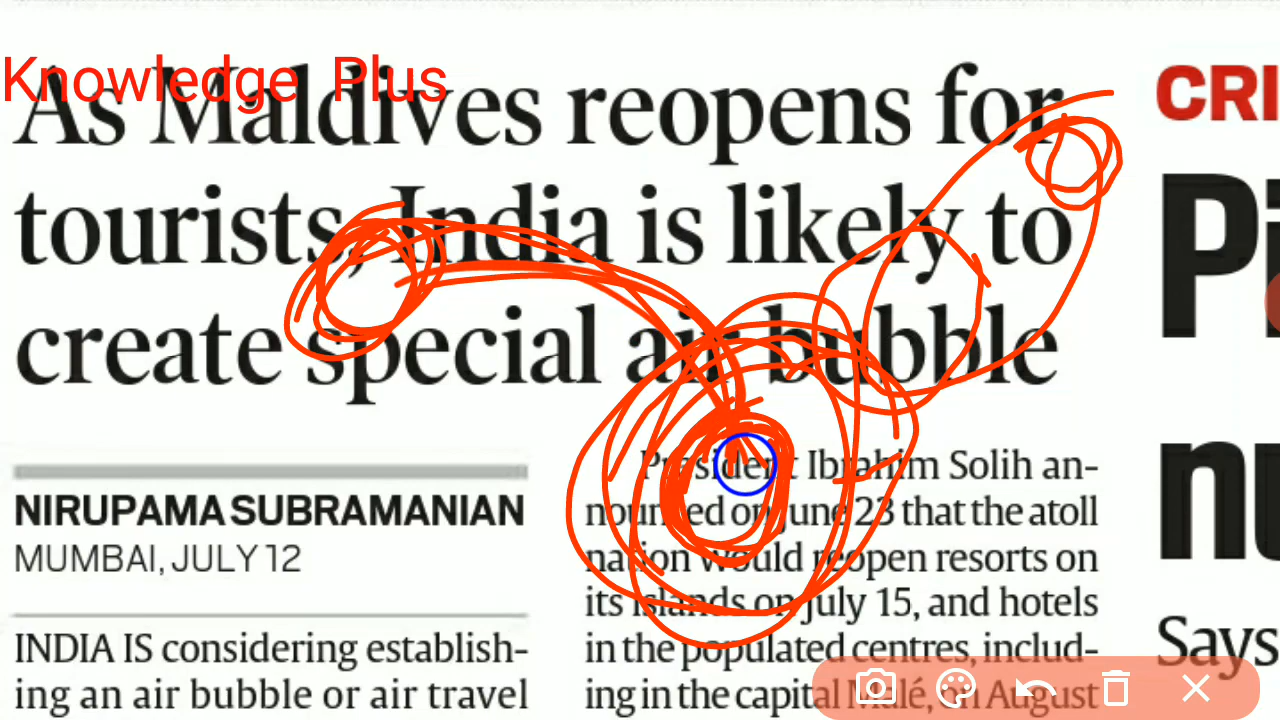 Knowledge Plus
As Maldives reopens for
tourists, India is likely to
create special air bubble
NIRUPAMA SUBRAMANIAN
MUMBAI, JULY 12
INDIA IS considering establish-
ing an air bubble or air travel
President Ibrahim Solih an-
nounced on June 23 that the atoll
nation would reopen resorts on
its islands on July 15, and hotels
in the populated centres, includ-
ing in the capital Malé, on August
CRI
Says